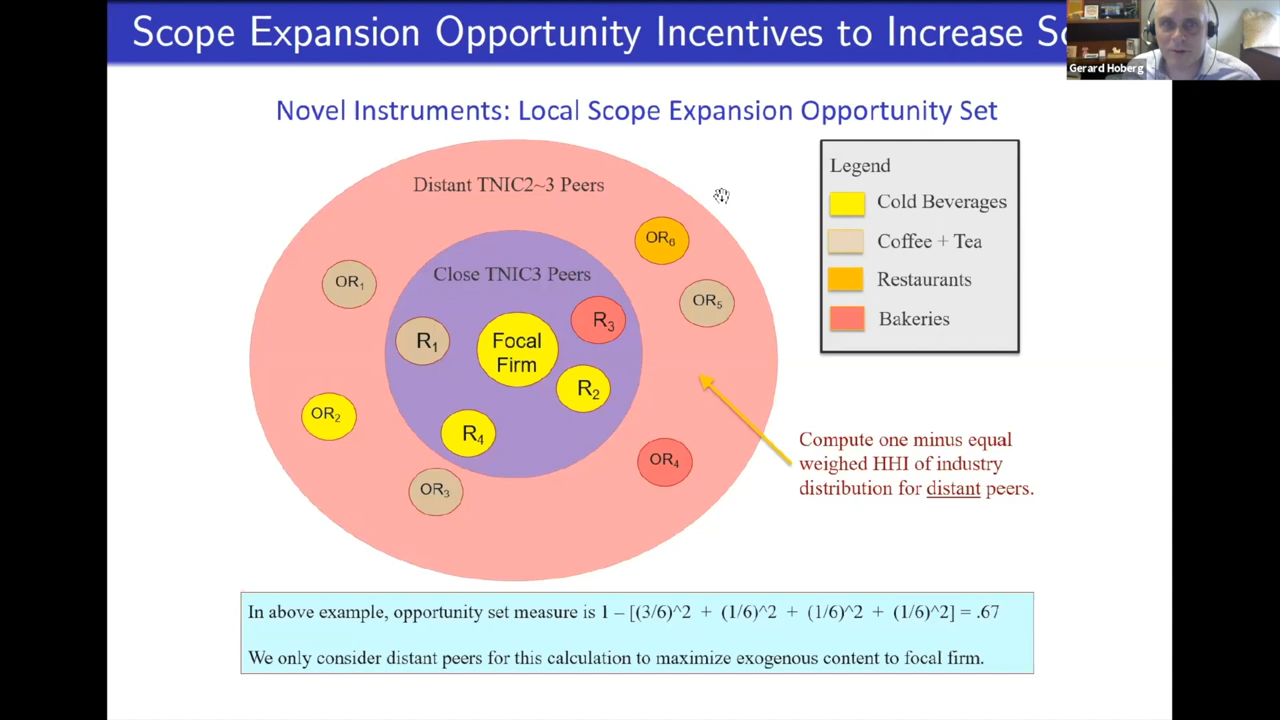 Scope Expansion Opportunity Incentives to Increase
Gerard Hoberg
Novel Instruments: Local Scope Expansion Opportunity Set
Distant TNIC2~3 Peers
Close TNIC3 Peers
OR6
OR1
OR5
R3
R1
Focal
Firm
R2
OR2
R4
OR4
OR3
Legend
Cold Beverages
Coffee + Tea
Restaurants
Bakeries
Compute one minus equal
weighed HHI of industry
distribution for distant peers.
In above example, opportunity set measure is 1 – [(3/6)^2 + (1/6)^2 + (1/6)^2 + (1/6)^2] = .67
We only consider distant peers for this calculation to maximize exogenous content to focal firm.